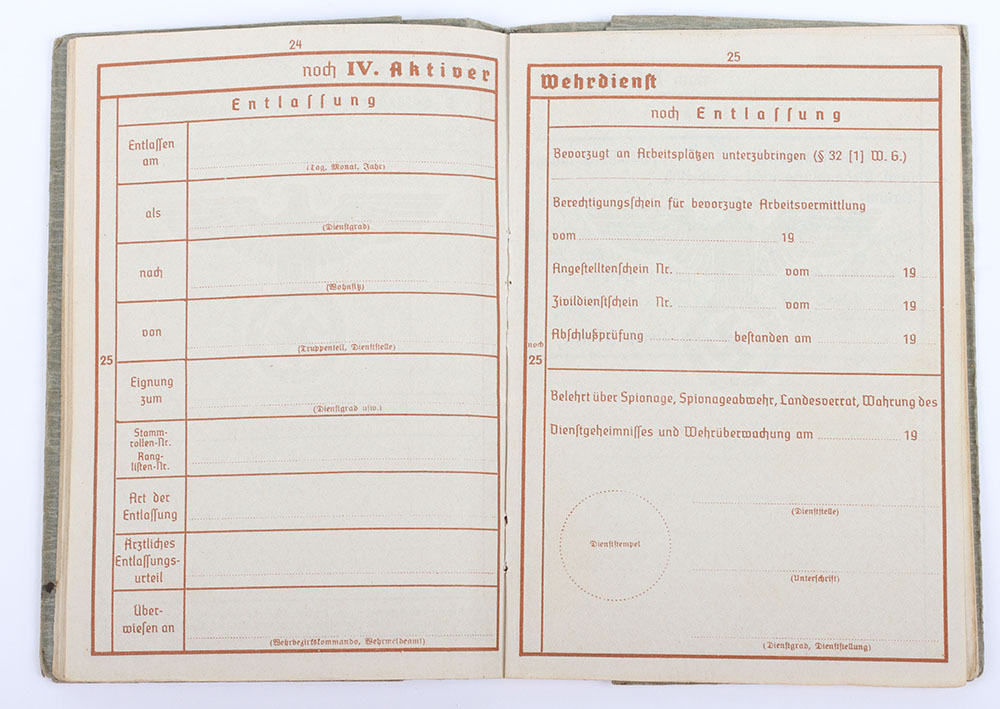 24
noch IV. Aktiver
Entlassung
Entlassen
am
(Tag, Monat, Jahr)
als
(Dienstgrad)
nach
(Wohnsitz)
von
(Truppenteil, Dienststelle)
25
Eignung
zum
(Dienstgrad usw.)
Stamm-
rollen-Nr.
Rang-
listen-Nr.
Art der
Entlassung
Ärztliches
Entlassungs-
urteil
Über-
wiesen an
(Wehrbezirkskommando, Wehrmeldeamt)
25
Wehrdienst
noch Entlassung
Bevorzugt an Arbeitsplätzen unterzubringen (§ 32 [1] W. G.)
Berechtigungsschein für bevorzugte Arbeitsvermittlung
vom 19
Angestelltenschein Nr. vom 19
Zivildienstschein Nr. vom 19
Abschlußprüfung bestanden am 19
noch
25
Belehrt über Spionage, Spionageabwehr, Landesverrat, Wahrung des
Dienstgeheimnisses und Wehrüberwachung am 19
(Dienststelle)
Dienststempel
(Unterschrift)
(Dienstgrad, Dienststellung)